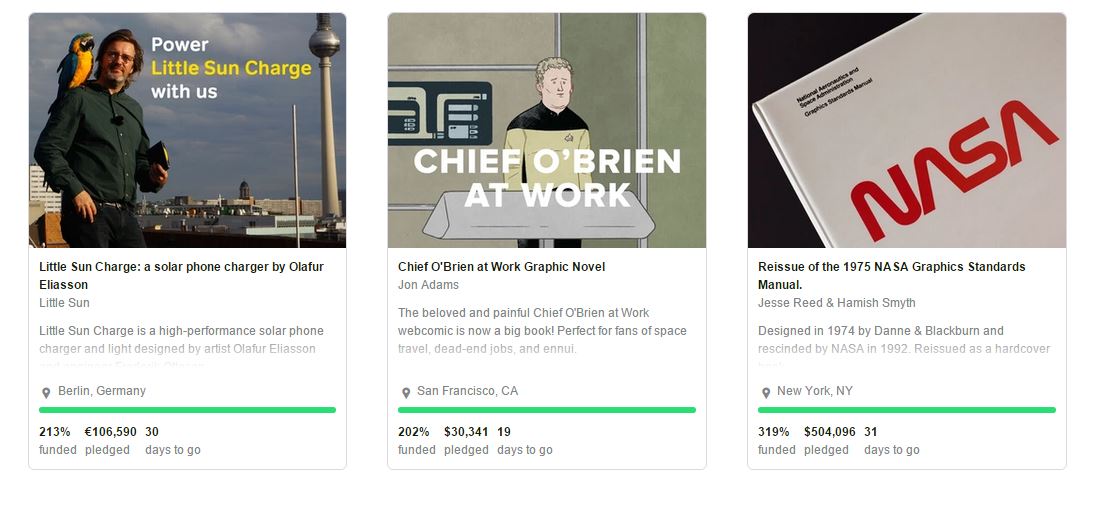 Power
Little Sun Charge
with us
Little Sun Charge: a solar phone charger by Olafur
Eliasson
Little Sun
Little Sun Charge is a high-performance solar phone
charger and light designed by artist Olafur Eliasson
and engineer Frederik Ottesen
Berlin, Germany
213% €106,590 30
funded pledged days to go
CHIEF O'BRIEN
AT WORK
Chief O'Brien at Work Graphic Novel
Jon Adams
The beloved and painful Chief O'Brien at Work
webcomic is now a big book! Perfect for fans of space
travel, dead-end jobs, and ennui.
San Francisco, CA
202% $30,341 19
funded pledged days to go
National Aeronautics and
Space Administration
Graphics Standards Manual
NASA
Reissue of the 1975 NASA Graphics Standards
Manual.
Jesse Reed & Hamish Smyth
Designed in 1974 by Danne & Blackburn and
rescinded by NASA in 1992. Reissued as a hardcover
New York, NY
319% $504,096 31
funded pledged days to go